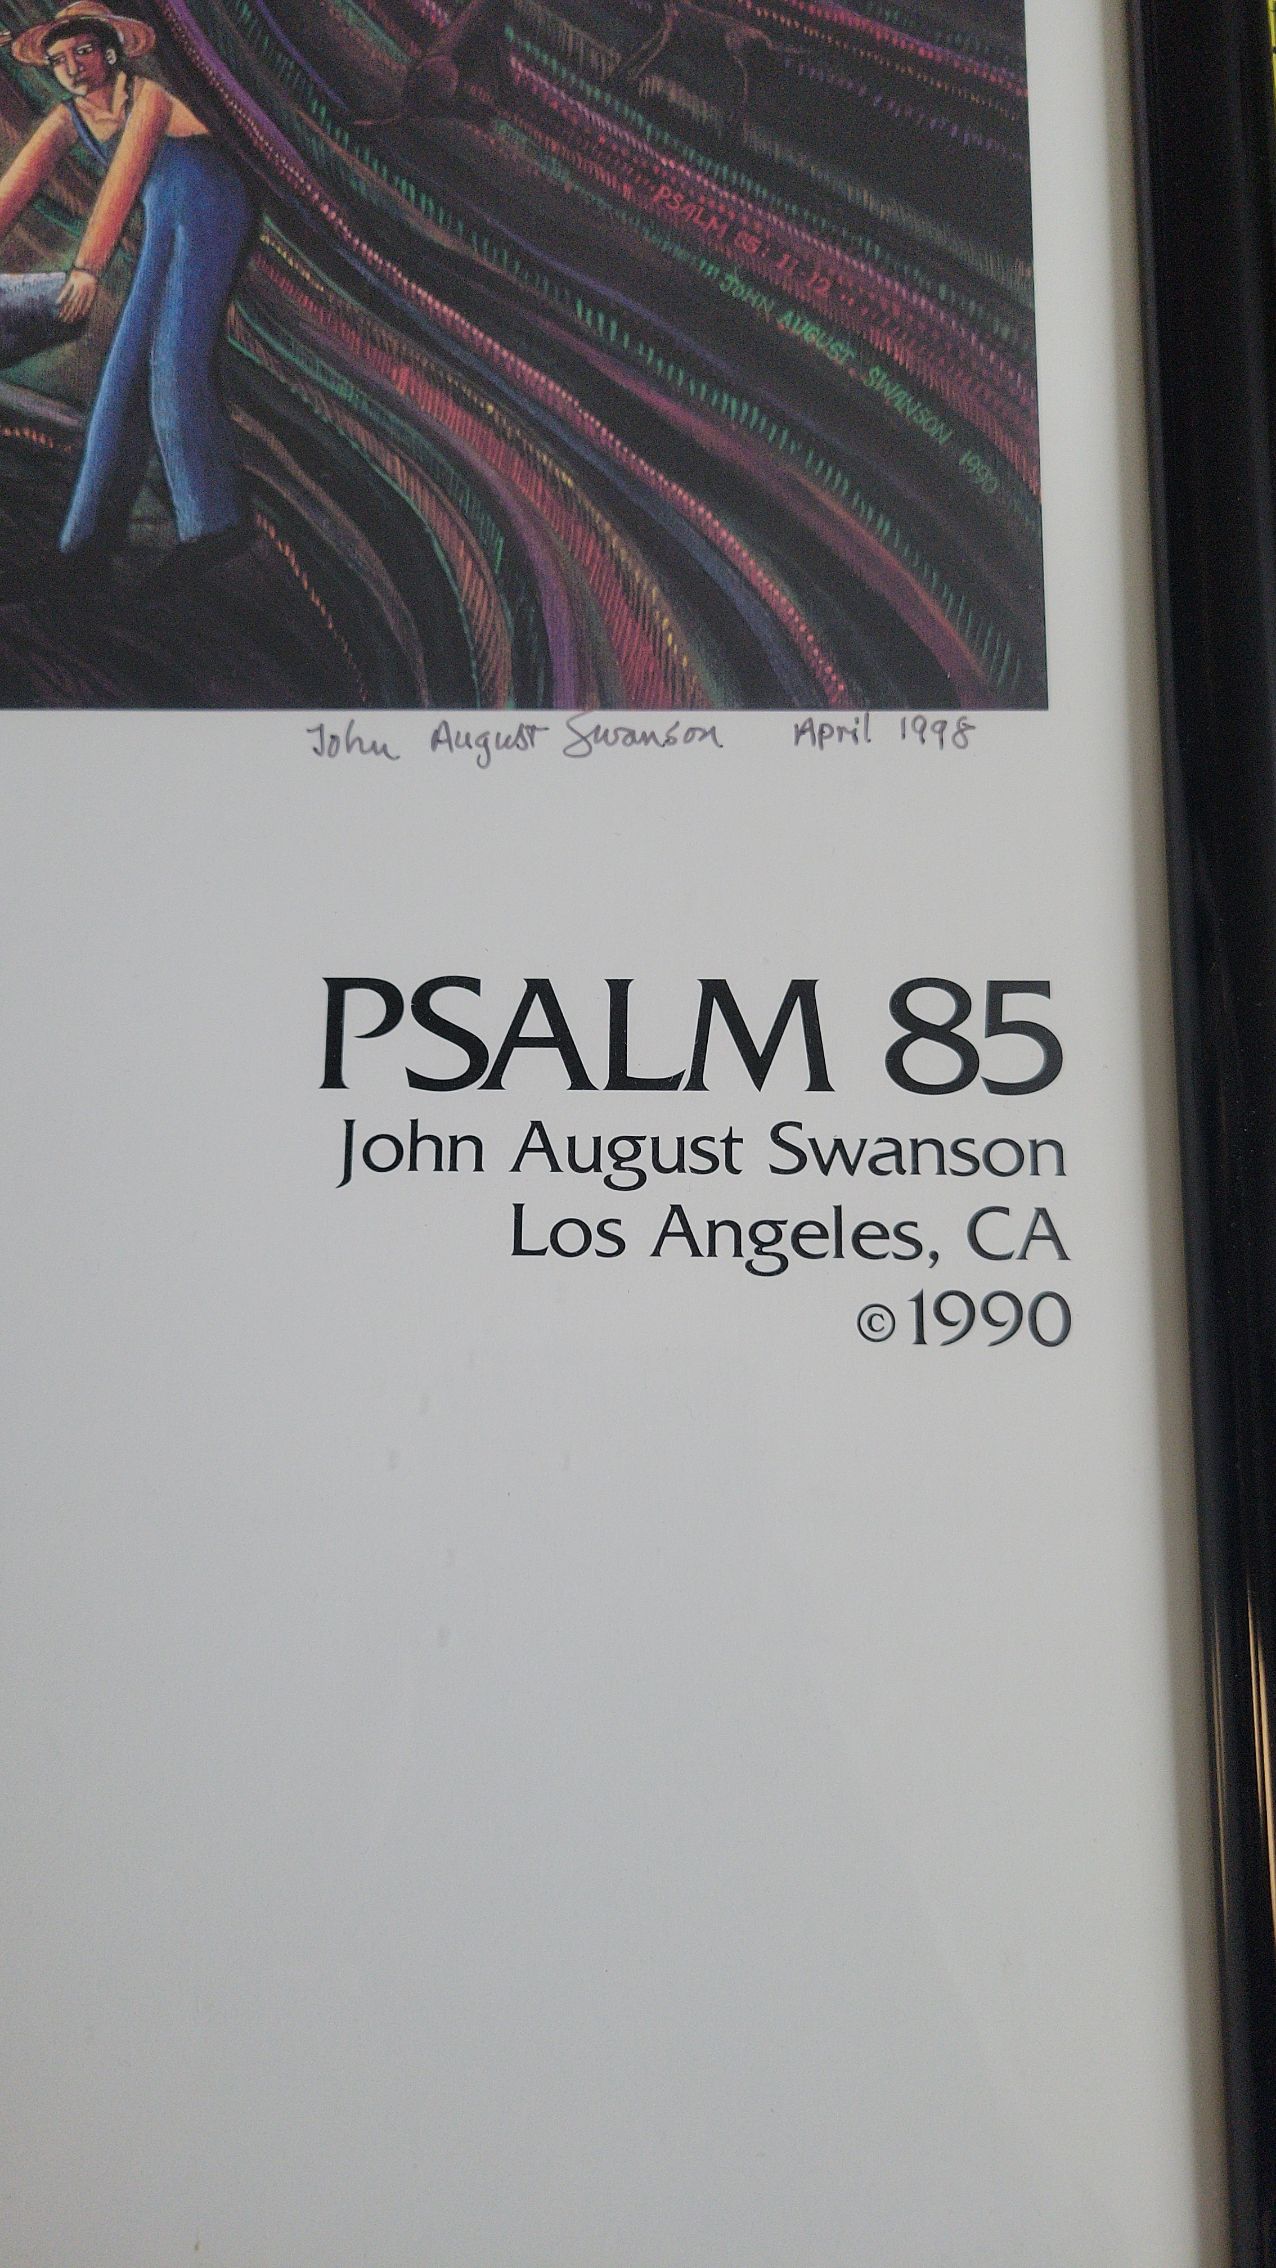 "PSALM 85: 11-12"
JOHN AUGUST SWANSON 1990
John August Swanson April 1998
PSALM 85
John August Swanson
Los Angeles, CA
©1990